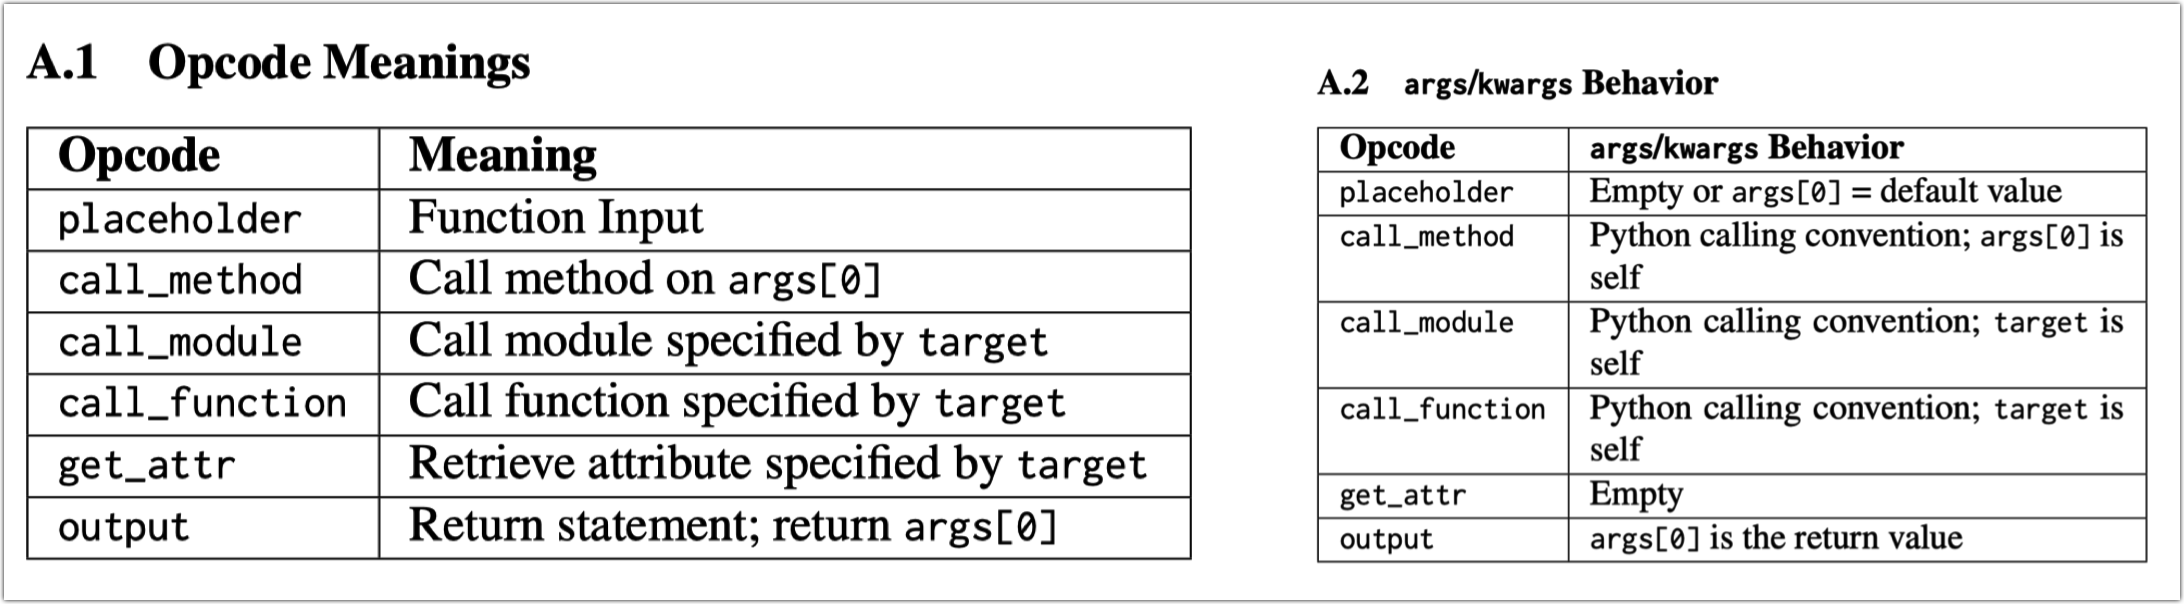 A.1 Opcode Meanings
Opcode Meaning
placeholder Function Input
call_method Call method on args[0]
call_module Call module specified by target
call_function Call function specified by target
get_attr Retrieve attribute specified by target
output Return statement; return args[0]
A.2 args/kwargs Behavior
Opcode args/kwargs Behavior
placeholder Empty or args[0] = default value
call_method Python calling convention; args[0] is
self
call_module Python calling convention; target is
self
call_function Python calling convention; target is
self
get_attr Empty
output args[0] is the return value